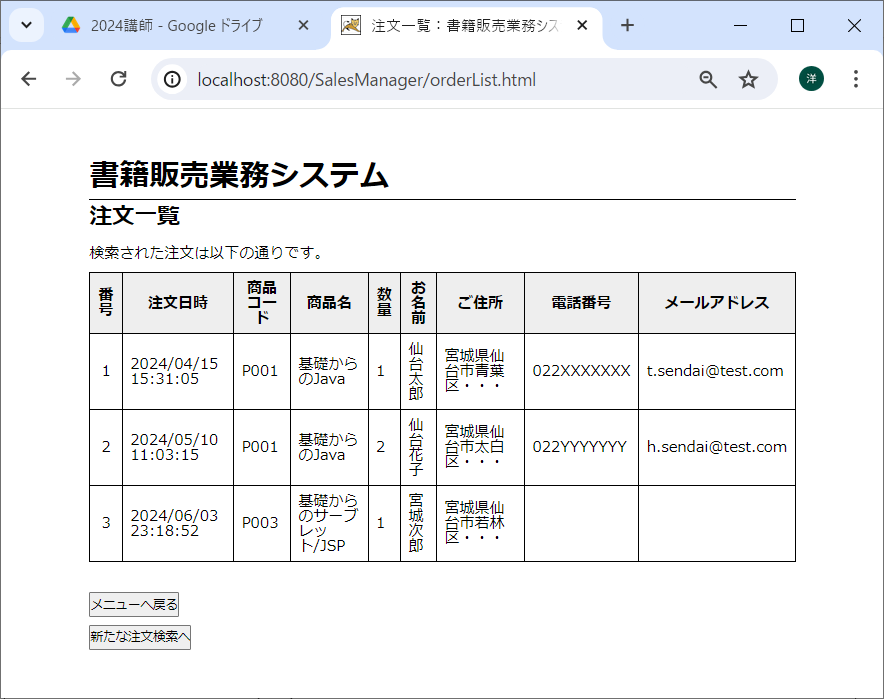 2024講師 - Google ドライブ
注文一覧：書籍販売業務シス
localhost:8080/SalesManager/orderList.html
洋
書籍販売業務システム
注文一覧
検索された注文は以下の通りです。
番号 注文日時 商品コード 商品名 数量 お名前 ご住所 電話番号 メールアドレス
1 2024/04/15 15:31:05 P001 基礎からのJava 1 仙台太郎 宮城県仙台市青葉区・・・ 022XXXXXXX t.sendai@test.com
2 2024/05/10 11:03:15 P001 基礎からのJava 2 仙台花子 宮城県仙台市太白区・・・ 022YYYYYYY h.sendai@test.com
3 2024/06/03 23:18:52 P003 基礎からのサーブレット/JSP 1 宮城次郎 宮城県仙台市若林区・・・
メニューへ戻る
新たな注文検索へ